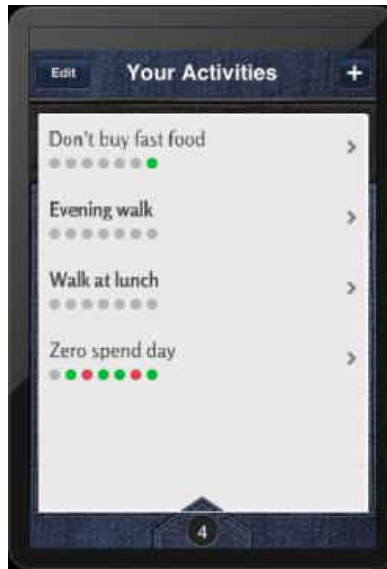 Edit
Your Activities
+
Don't buy fast food
Evening walk
Walk at lunch
Zero spend day
4